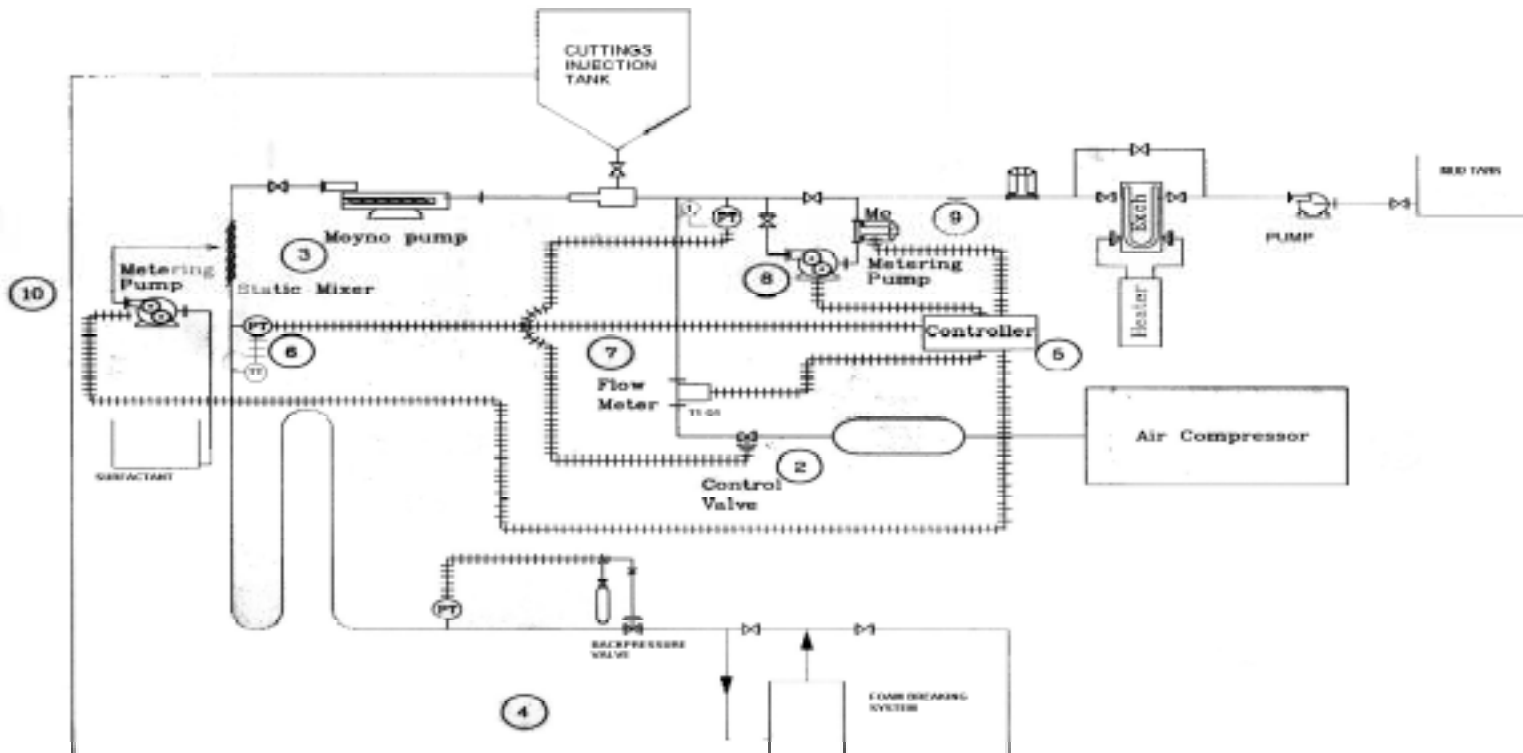 CUTTINGS
INJECTION
TANK
MUD TANK
1
PT
Mc
9
Exch
Moyno pump
3
PUMP
Metering
Pump
8
Metering
Pump
10
Static Mixer
Heater
PT
Controller
6
7
5
TT
Flow
Meter
Air Compressor
2
SURFACTANT
Control
Valve
PT
BACKPRESSURE
VALVE
FOAM BREAKING
SYSTEM
4